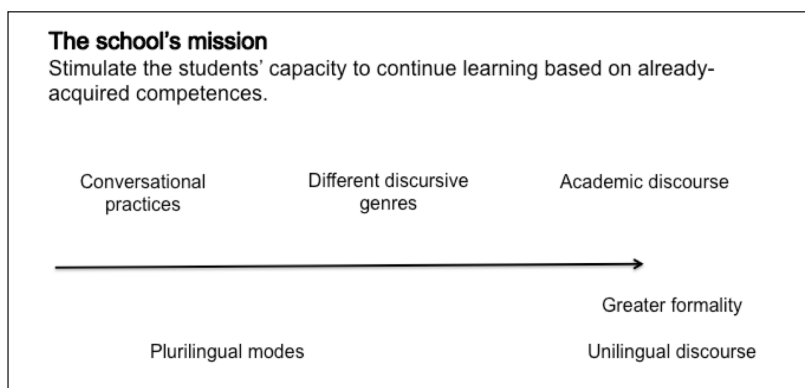 The school's mission
Stimulate the students' capacity to continue learning based on already-
acquired competences.
Conversational
practices
Different discursive
genres
Academic discourse
Greater formality
Plurilingual modes
Unilingual discourse